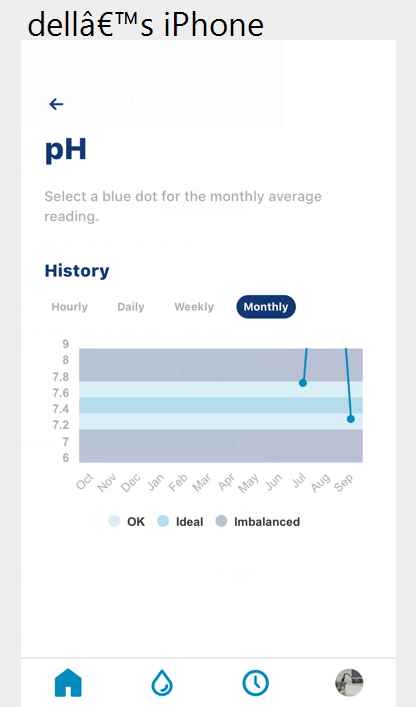 dellâ€™s iPhone
pH
Select a blue dot for the monthly average
reading.
History
Hourly Daily Weekly Monthly
9
8
7.8
7.6
7.4
7.2
7
6
Oct Nov Dec Jan Feb Mar Apr May Jun Jul Aug Sep
OK Ideal Imbalanced